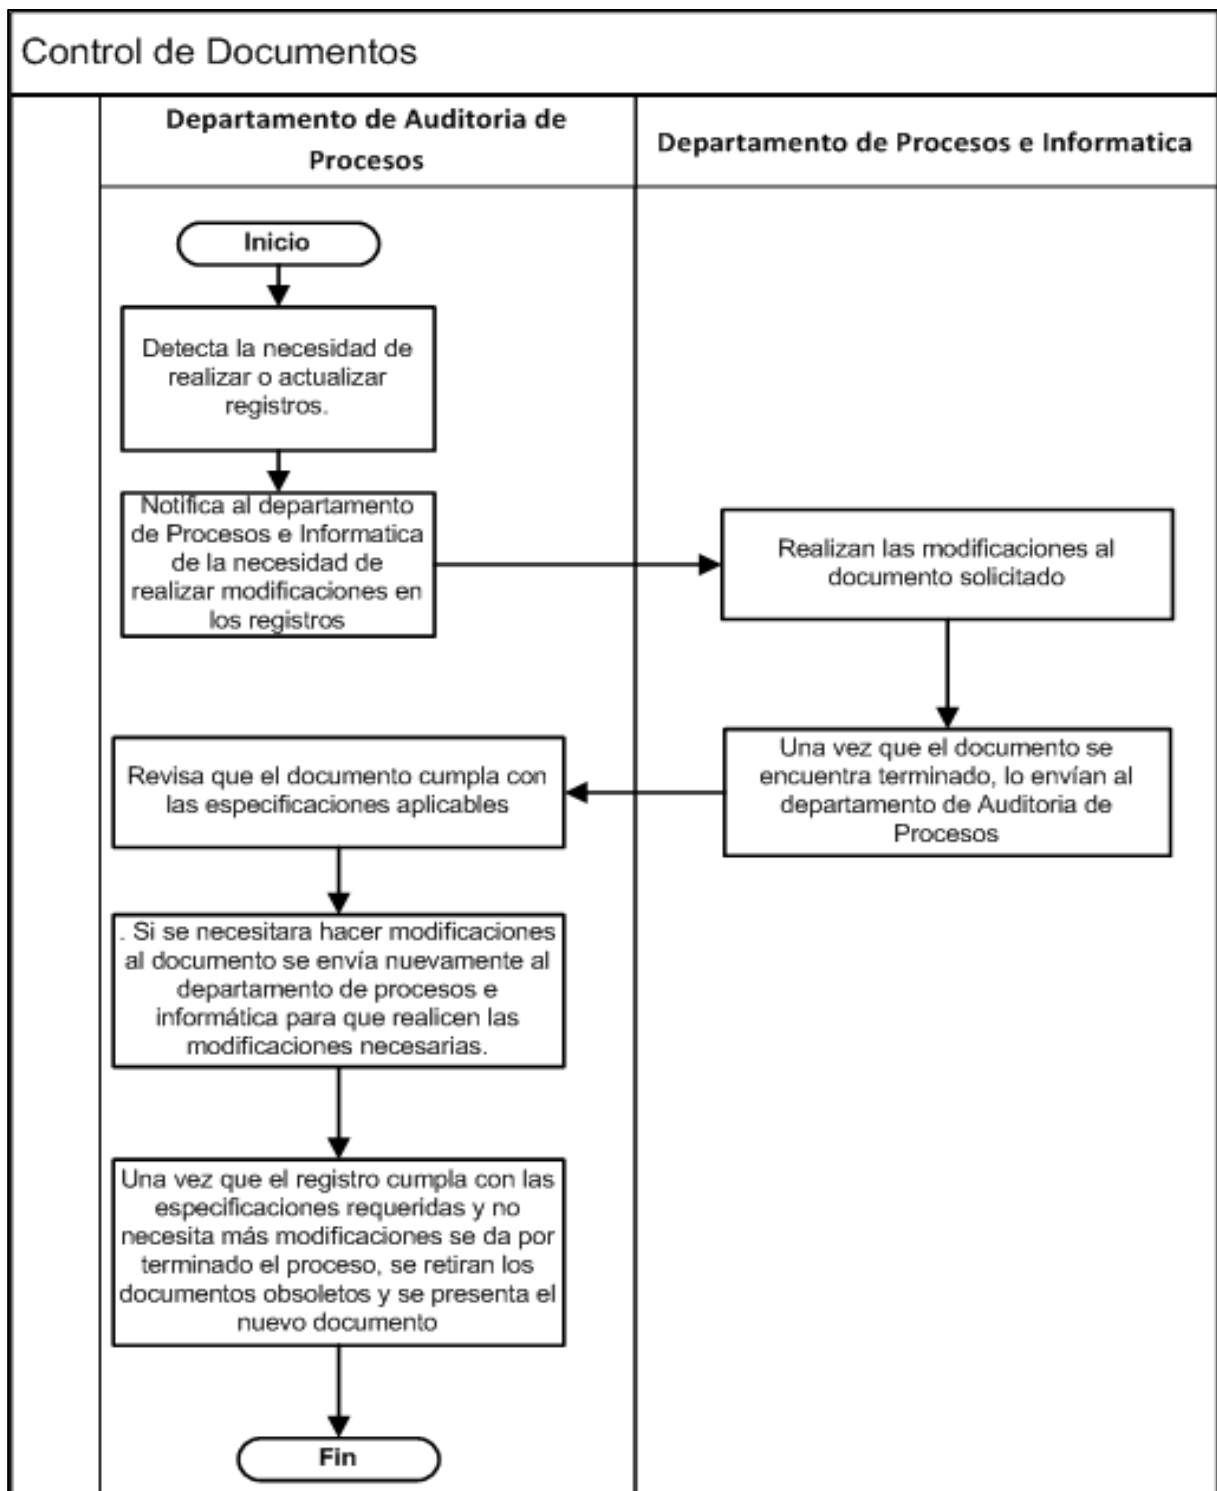 Control de Documentos
Departamento de Auditoria de
Procesos
Departamento de Procesos e Informatica
Inicio
Detecta la necesidad de
realizar o actualizar
registros.
Notifica al departamento
de Procesos e Informatica
de la necesidad de
realizar modificaciones en
los registros
Realizan las modificaciones al
documento solicitado
Una vez que el documento se
encuentra terminado, lo envían al
departamento de Auditoria de
Procesos
Revisa que el documento cumpla con
las especificaciones aplicables
. Si se necesitara hacer modificaciones
al documento se envía nuevamente al
departamento de procesos e
informática para que realicen las
modificaciones necesarias.
Una vez que el registro cumpla con las
especificaciones requeridas y no
necesita más modificaciones se da por
terminado el proceso, se retiran los
documentos obsoletos y se presenta el
nuevo documento
Fin